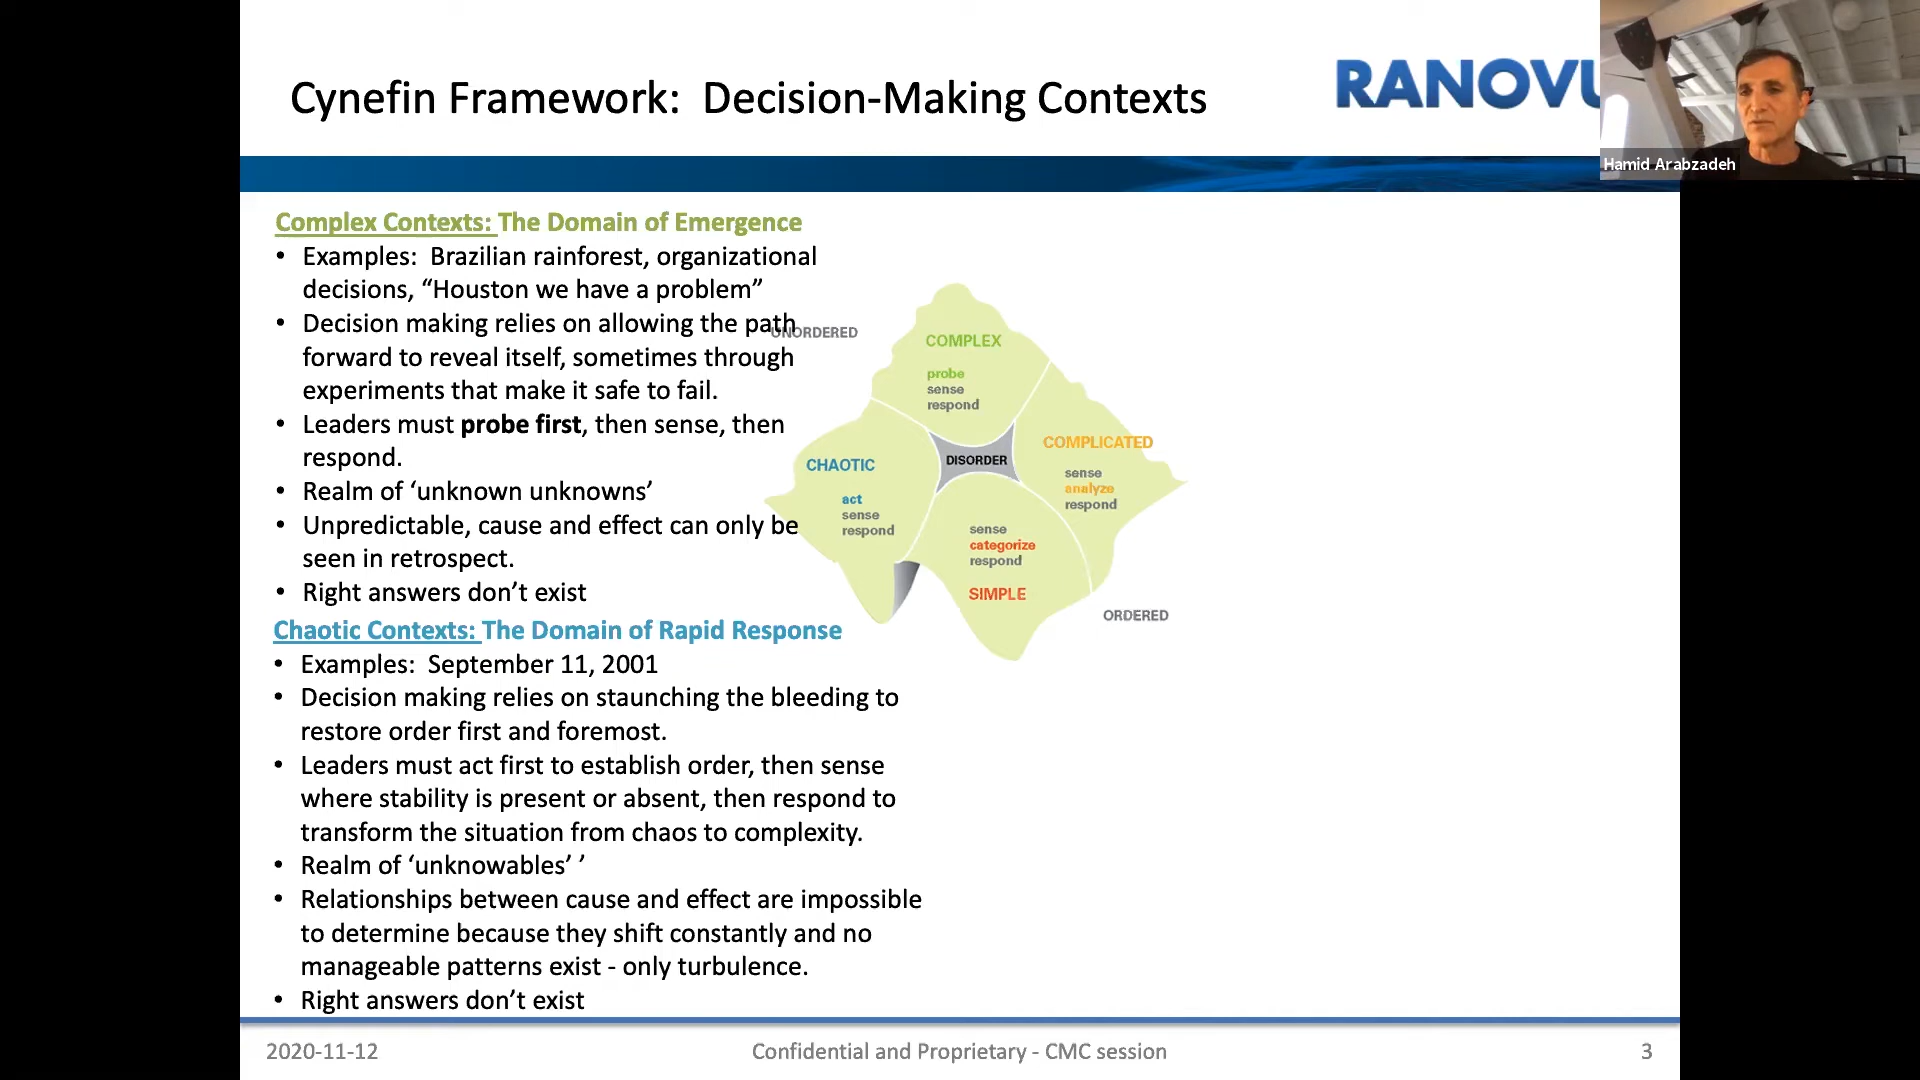 Cynefin Framework:  Decision-Making Contexts
RANOVU
Hamid Arabzadeh
Complex Contexts: The Domain of Emergence
• Examples:  Brazilian rainforest, organizational
decisions, “Houston we have a problem”
• Decision making relies on allowing the path
forward to reveal itself, sometimes through
experiments that make it safe to fail.
• Leaders must probe first, then sense, then
respond.
• Realm of ‘unknown unknowns’
• Unpredictable, cause and effect can only be
seen in retrospect.
• Right answers don’t exist
Chaotic Contexts: The Domain of Rapid Response
• Examples:  September 11, 2001
• Decision making relies on staunching the bleeding to
restore order first and foremost.
• Leaders must act first to establish order, then sense
where stability is present or absent, then respond to
transform the situation from chaos to complexity.
• Realm of ‘unknowables’ ’
• Relationships between cause and effect are impossible
to determine because they shift constantly and no
manageable patterns exist - only turbulence.
• Right answers don’t exist
UNORDERED
COMPLEX
probe
sense
respond
COMPLICATED
sense
analyze
respond
DISORDER
CHAOTIC
act
sense
respond
sense
categorize
respond
SIMPLE
ORDERED
2020-11-12
Confidential and Proprietary - CMC session
3